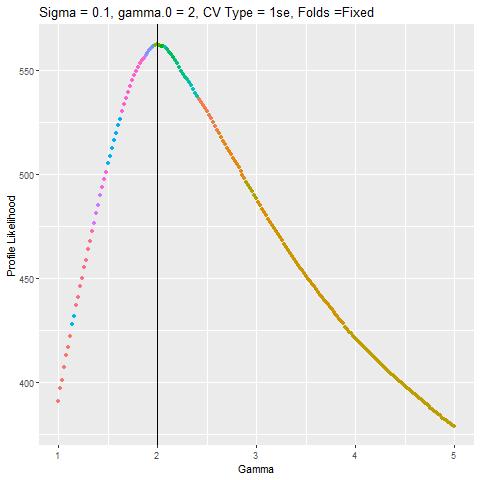 Sigma = 0.1, gamma.0 = 2, CV Type = 1se, Folds =Fixed
Profile Likelihood
550
500
450
400
1 2 3 4 5
Gamma